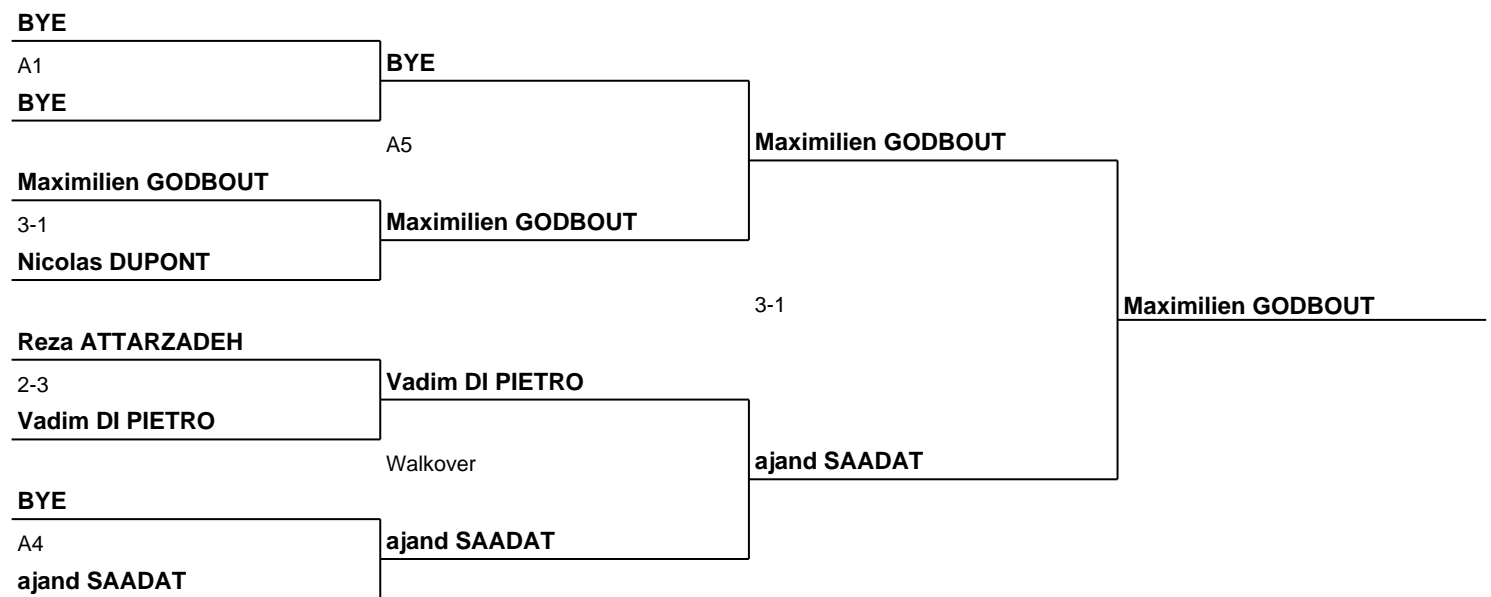 BYE
A1
BYE
BYE
A5
Maximilien GODBOUT
Maximilien GODBOUT
3-1
Maximilien GODBOUT
Nicolas DUPONT
3-1
Maximilien GODBOUT
Reza ATTARZADEH
2-3
Vadim DI PIETRO
Vadim DI PIETRO
Walkover
ajand SAADAT
BYE
A4
ajand SAADAT
ajand SAADAT